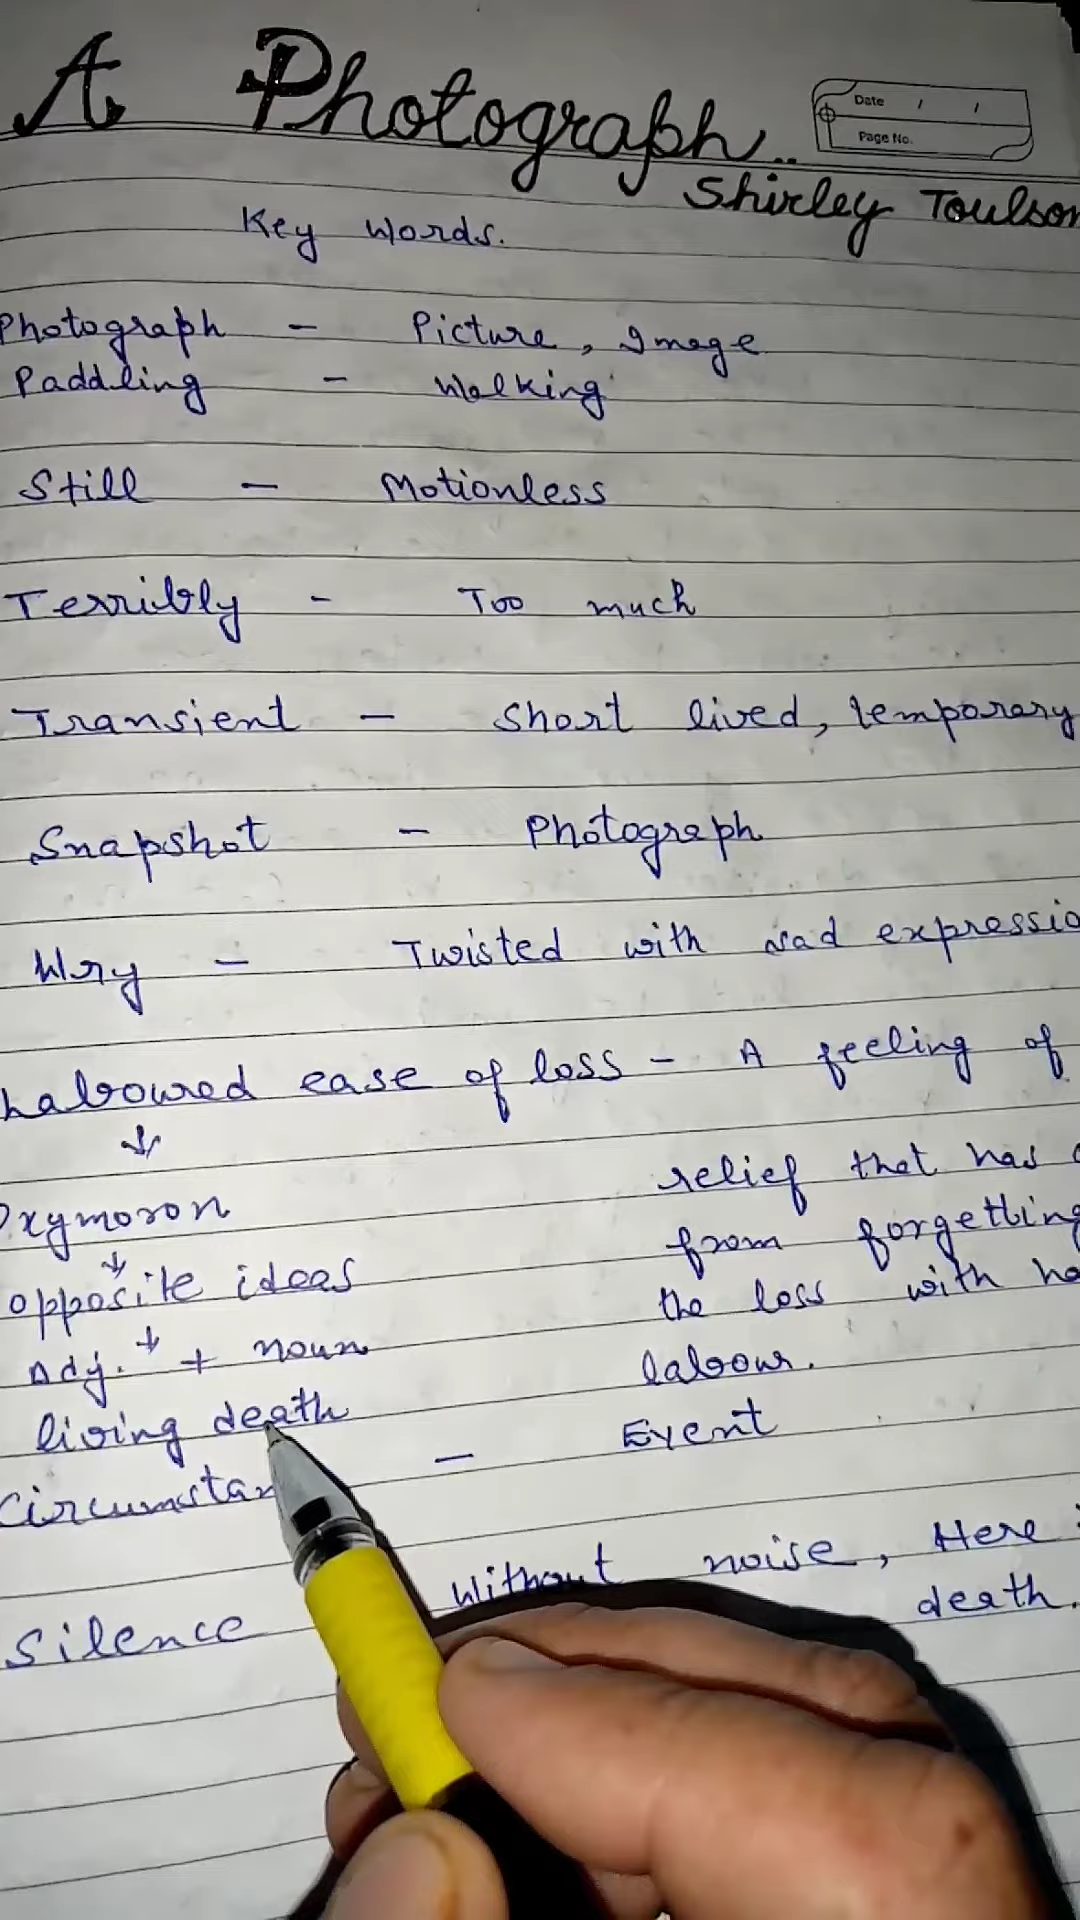 A Photograph..
Date / /
Page No.
Shirley Toulson
Key Words.
Photograph - Picture, Image
Paddling - Walking
Still - Motionless
Terribly - Too much
Transient - Short lived, temporary
Snapshot - Photograph
Wry - Twisted with sad expressio
Laboured ease of loss - A feeling of
relief that has
Oxymoron
from forgetting
opposite ideas
the loss with
Adj. + noun
labour.
living death
Circumstan - Event
Silence Without noise, Here
death.